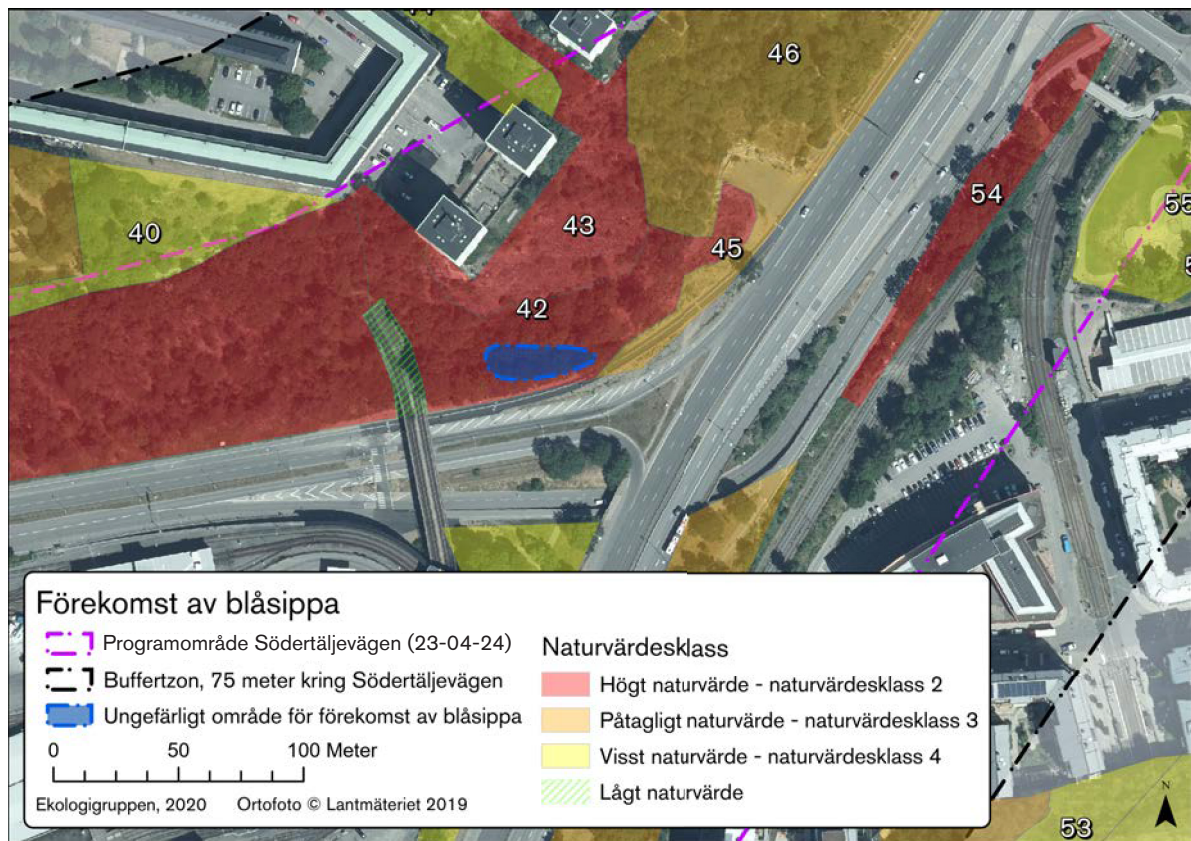 46
54
55
43
40
45
42
Förekomst av blåsippa
Programområde Södertäljevägen (23-04-24)
Buffertzon, 75 meter kring Södertäljevägen
Ungefärligt område för förekomst av blåsippa
0 50 100 Meter
Ekologigruppen, 2020 Ortofoto © Lantmäteriet 2019
Naturvärdesklass
Högt naturvärde - naturvärdesklass 2
Påtagligt naturvärde - naturvärdesklass 3
Visst naturvärde - naturvärdesklass 4
Lågt naturvärde
N
53